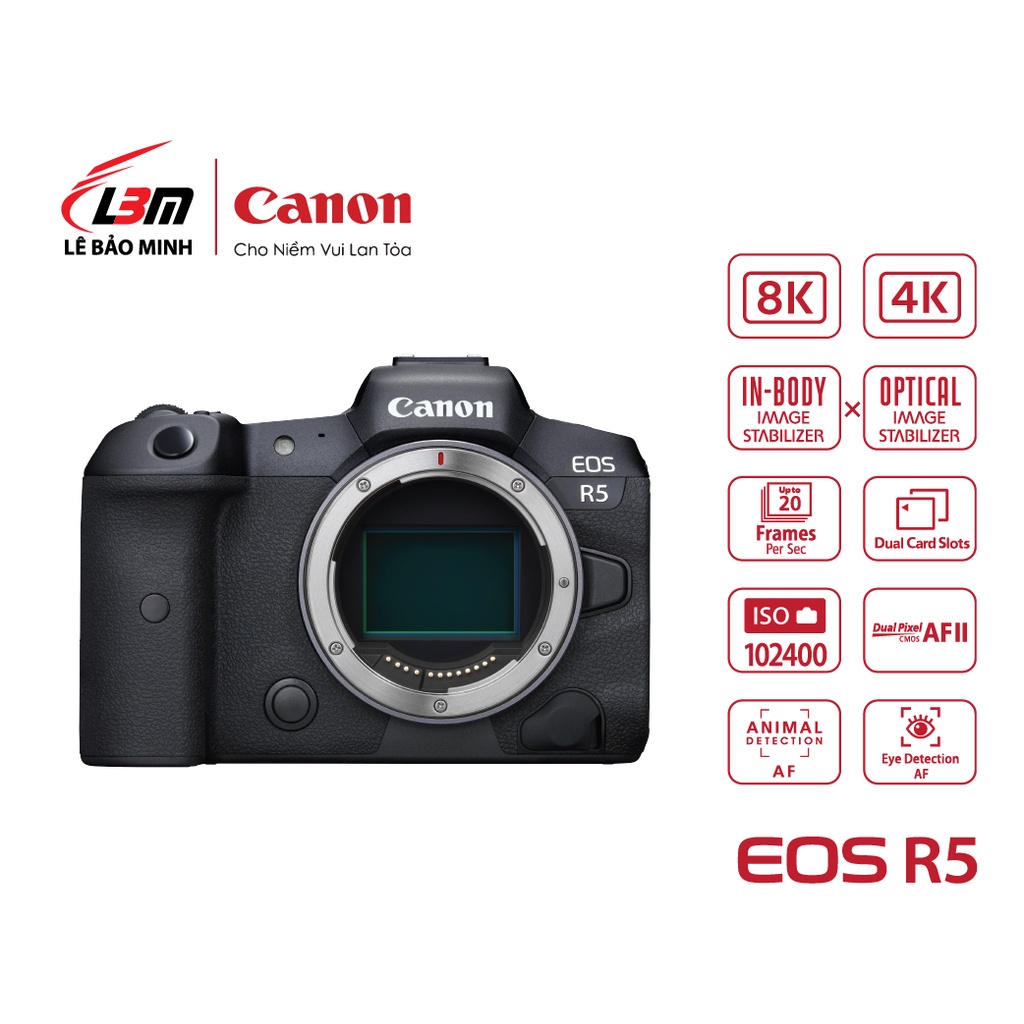 LBM
LÊ BẢO MINH
Canon
Cho Niềm Vui Lan Tỏa
Canon
EOS
R5
8K
4K
IN-BODY
IMAGE
STABILIZER
×
OPTICAL
IMAGE
STABILIZER
Up to
20
Frames
Per Sec
Dual Card Slots
ISO
102400
Dual Pixel
CMOS AF II
ANIMAL
DETECTION
AF
Eye Detection
AF
EOS R5